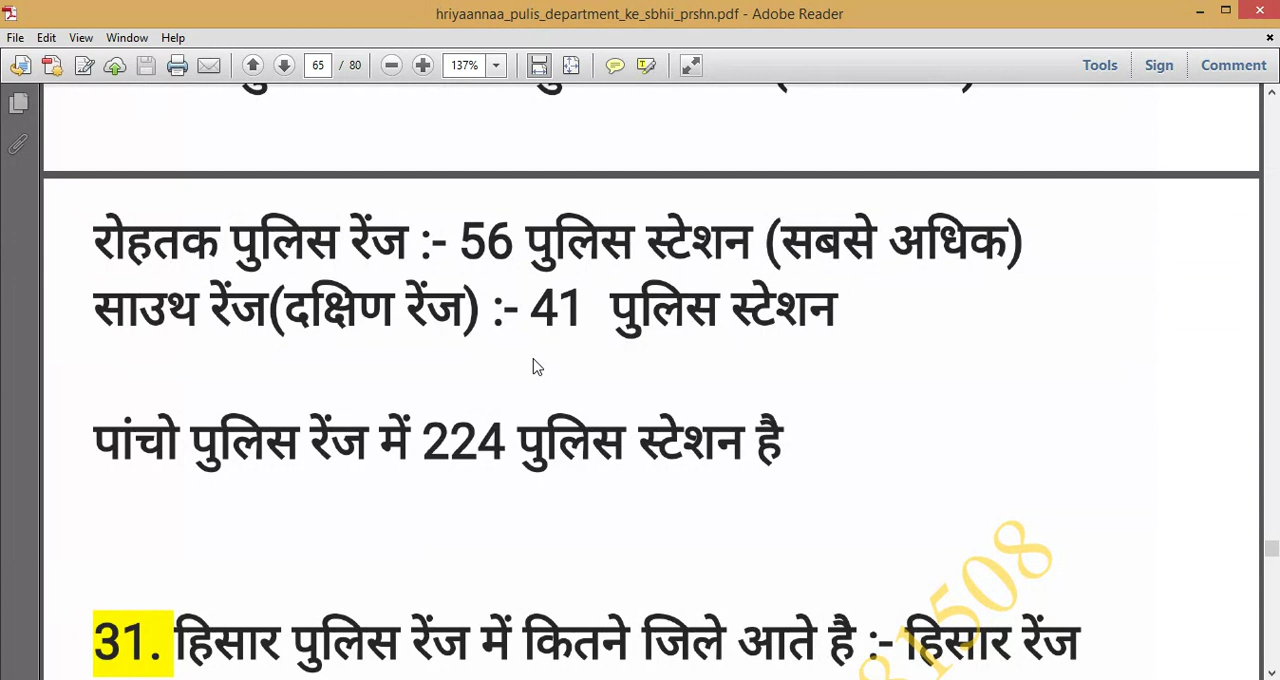 hriyaannaa_pulis_department_ke_sbhii_prshn.pdf - Adobe Reader
File Edit View Window Help
65 / 80 137% Tools Sign Comment
रोहतक पुलिस रेंज :- 56 पुलिस स्टेशन (सबसे अधिक)
साउथ रेंज(दक्षिण रेंज) :- 41 पुलिस स्टेशन
पांचो पुलिस रेंज में 224 पुलिस स्टेशन है
31. हिसार पुलिस रेंज में कितने जिले आते है :- हिसार रेंज
1508